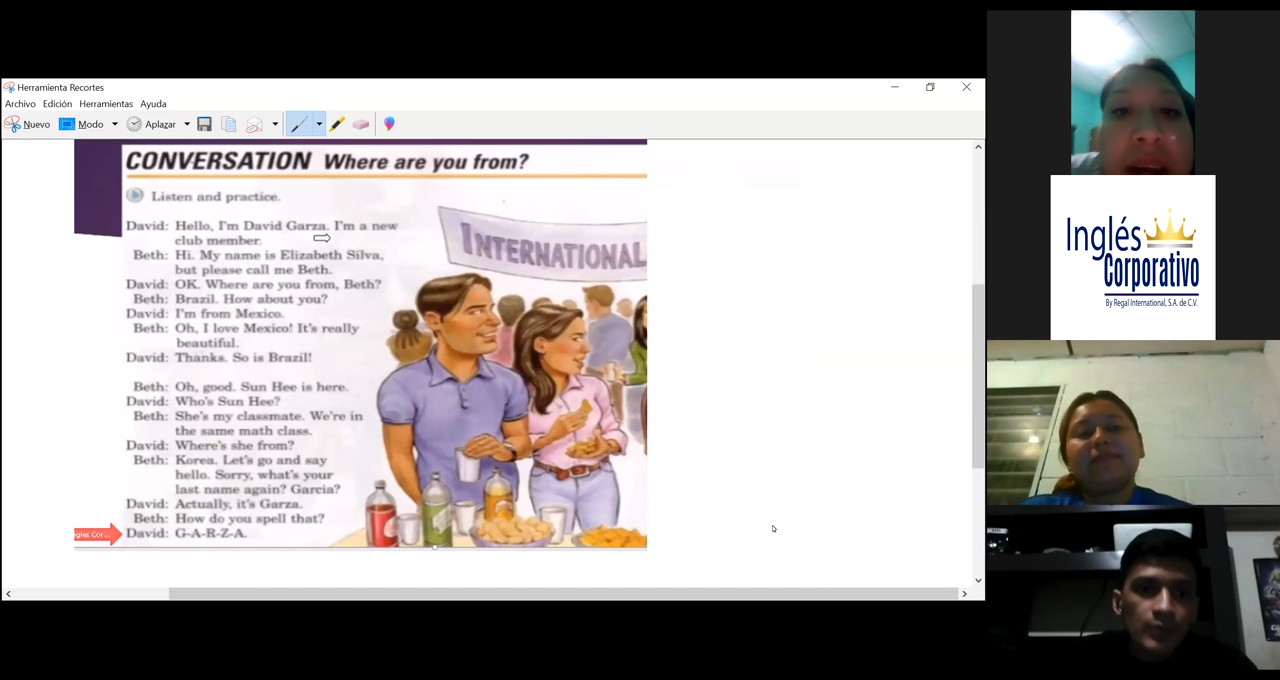 Herramienta Recortes
Archivo Edición Herramientas Ayuda
Nuevo Modo Aplazar
CONVERSATION Where are you from?
Listen and practice.
David: Hello, I'm David Garza. I'm a new
club member.
Beth: Hi. My name is Elizabeth Silva,
but please call me Beth.
David: OK. Where are you from, Beth?
Beth: Brazil. How about you?
David: I'm from Mexico.
Beth: Oh, I love Mexico! It's really
beautiful.
David: Thanks. So is Brazil!
Beth: Oh, good. Sun Hee is here.
David: Who's Sun Hee?
Beth: She's my classmate. We're in
the same math class.
David: Where's she from?
Beth: Korea. Let's go and say
hello. Sorry, what's your
last name again? Garcia?
David: Actually, it's Garza.
Beth: How do you spell that?
David: G-A-R-Z-A.
INTERNATIONAL
Inglés
Corporativo
By Regal International, S.A. de C.V.